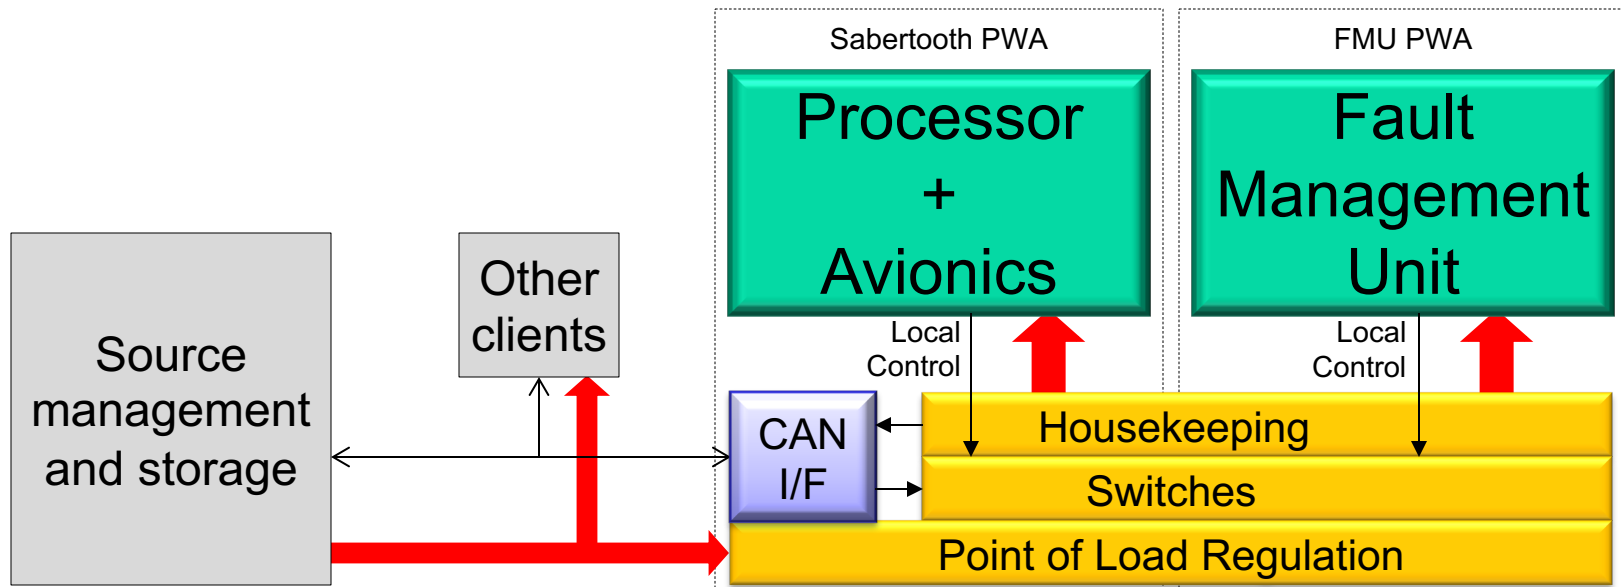 Sabertooth PWA
FMU PWA
Processor
+
Avionics
Fault
Management
Unit
Source
management
and storage
Other
clients
Local
Control
Local
Control
CAN
I/F
Housekeeping
Switches
Point of Load Regulation